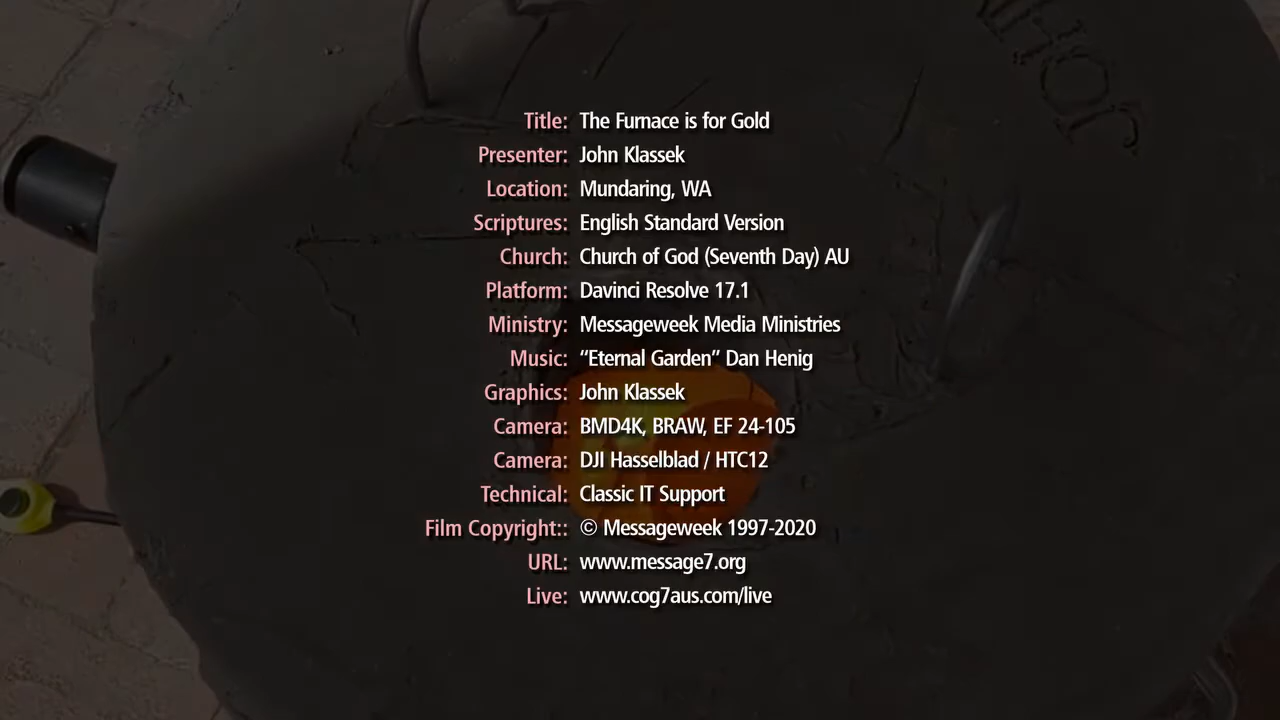 Title: The Furnace is for Gold
Presenter: John Klassek
Location: Mundaring, WA
Scriptures: English Standard Version
Church: Church of God (Seventh Day) AU
Platform: Davinci Resolve 17.1
Ministry: Messageweek Media Ministries
Music: “Eternal Garden” Dan Henig
Graphics: John Klassek
Camera: BMD4K, BRAW, EF 24-105
Camera: DJI Hasselblad / HTC12
Technical: Classic IT Support
Film Copyright:: © Messageweek 1997-2020
URL: www.message7.org
Live: www.cog7aus.com/live